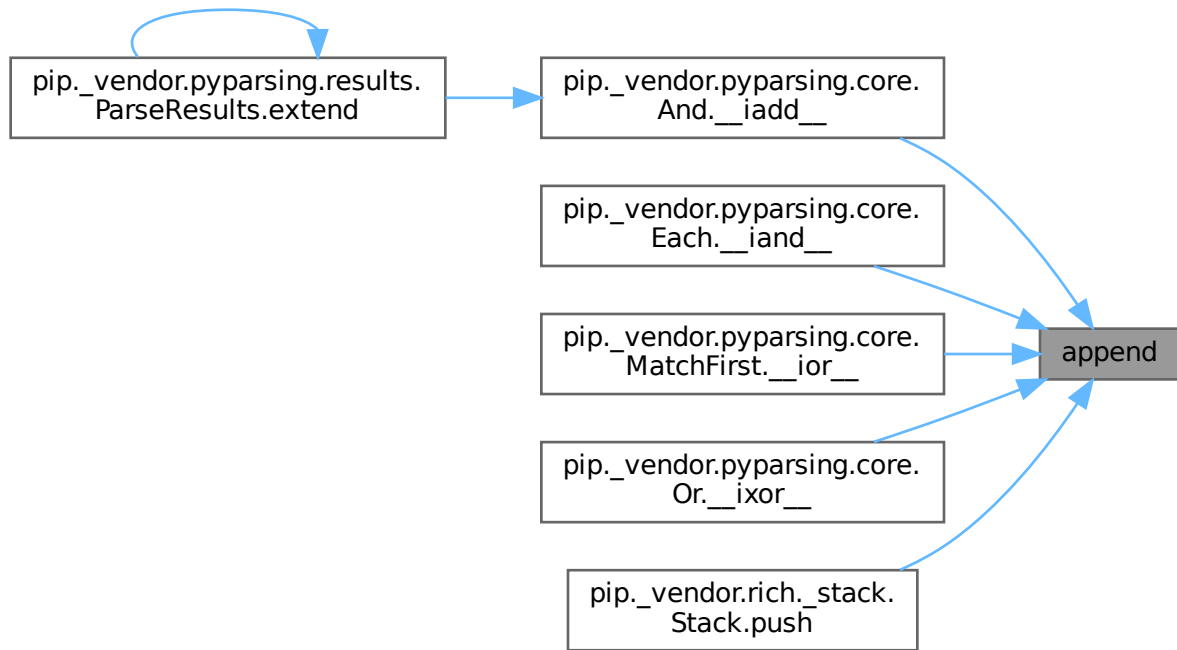 pip._vendor.pyparsing.results.
ParseResults.extend
pip._vendor.pyparsing.core.
And.__iadd__
pip._vendor.pyparsing.core.
Each.__iand__
pip._vendor.pyparsing.core.
MatchFirst.__ior__
append
pip._vendor.pyparsing.core.
Or.__ixor__
pip._vendor.rich._stack.
Stack.push